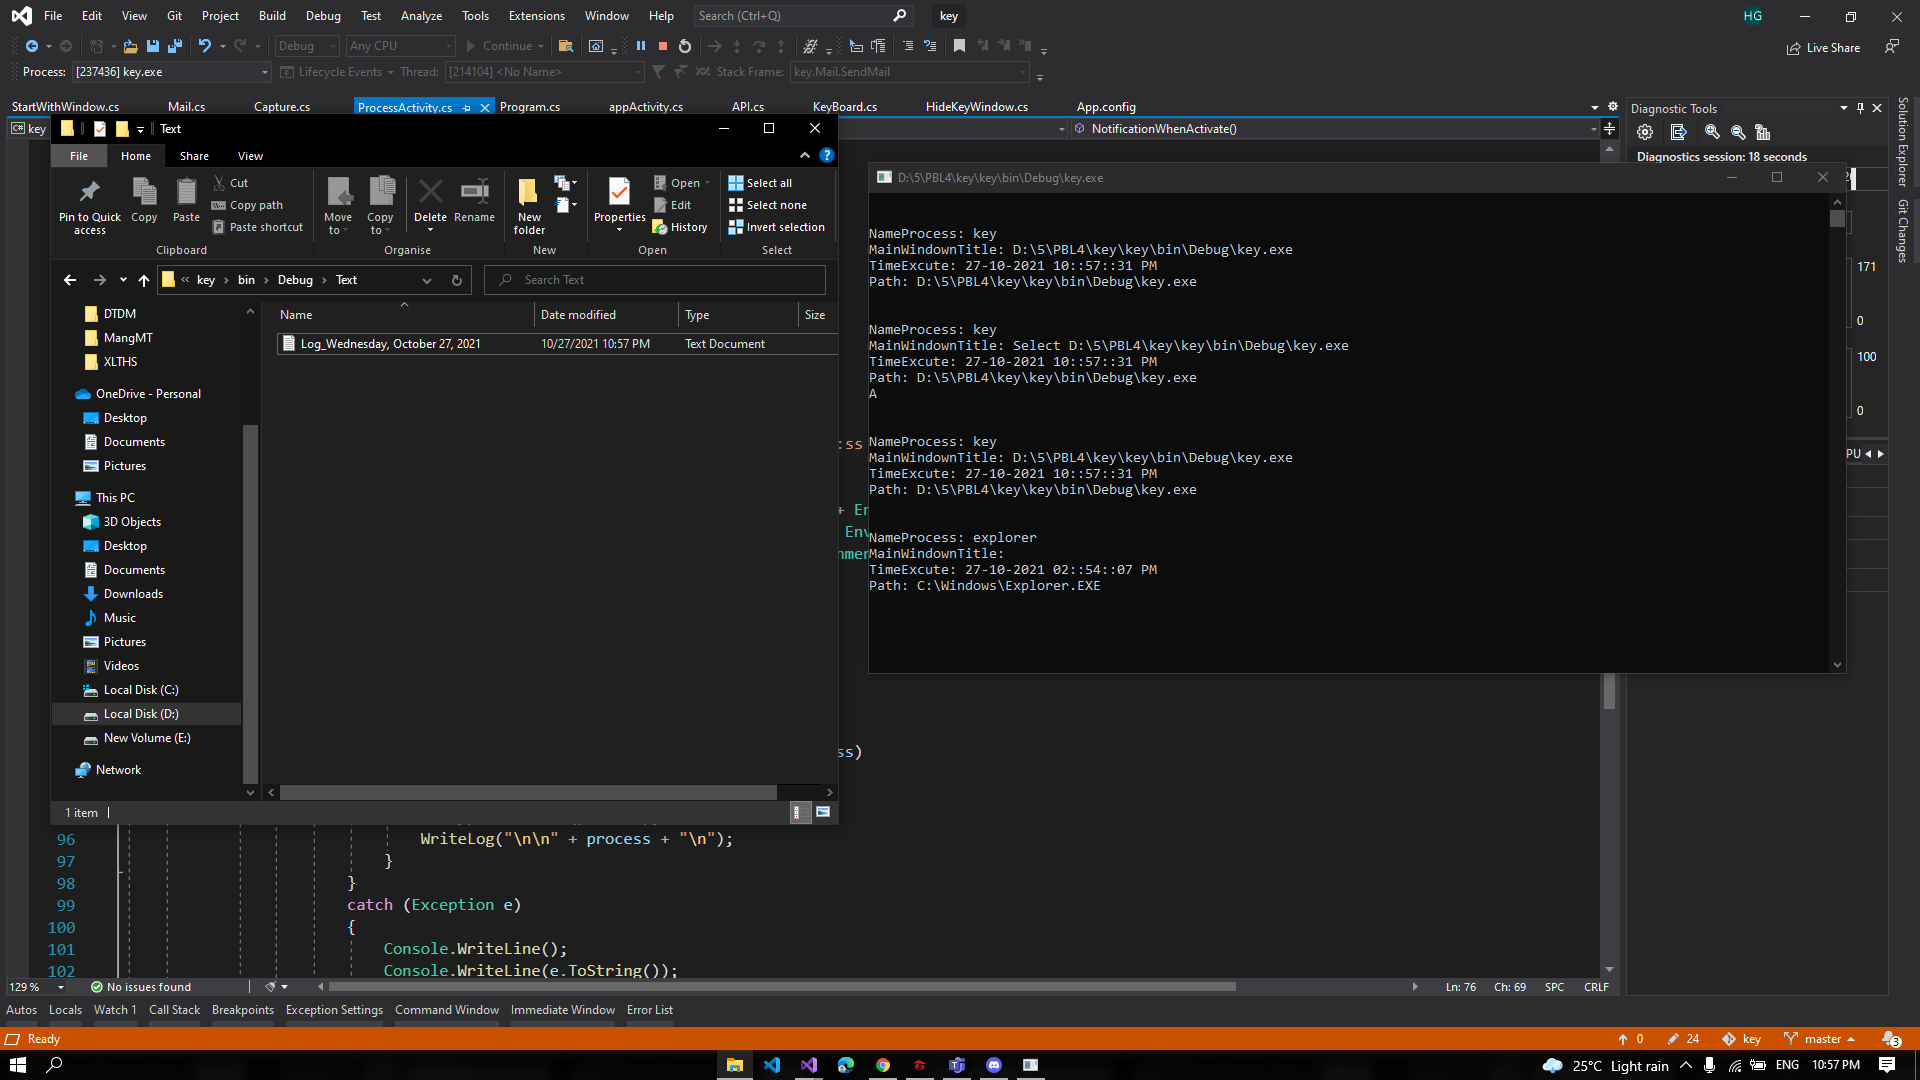 File Edit View Git Project Build Debug Test Analyze Tools Extensions Window Help Search (Ctrl+Q) key HG
Debug Any CPU Continue Live Share
Process: [237436] key.exe Lifecycle Events Thread: [214104] <No Name> Stack Frame: key.Mail.SendMail
StartWithWindow.cs Mail.cs Capture.cs ProcessActivity.cs Program.cs appActivity.cs API.cs KeyBoard.cs HideKeyWindow.cs App.config
C# key NotificationWhenActivate()
Text
File Home Share View
Pin to Quick access
Copy
Paste
Cut
Copy path
Paste shortcut
Clipboard
Move to
Copy to
Delete
Rename
Organise
New folder
New
Properties
Open
Edit
History
Open
Select all
Select none
Invert selection
Select
« key › bin › Debug › Text
Search Text
DTDM
MangMT
XLTHS
OneDrive - Personal
Desktop
Documents
Pictures
This PC
3D Objects
Desktop
Documents
Downloads
Music
Pictures
Videos
Local Disk (C:)
Local Disk (D:)
New Volume (E:)
Network
Name Date modified Type Size
Log_Wednesday, October 27, 2021 10/27/2021 10:57 PM Text Document
1 item
D:\5\PBL4\key\key\bin\Debug\key.exe
NameProcess: key
MainWindownTitle: D:\5\PBL4\key\key\bin\Debug\key.exe
TimeExcute: 27-10-2021 10::57::31 PM
Path: D:\5\PBL4\key\key\bin\Debug\key.exe
NameProcess: key
MainWindownTitle: Select D:\5\PBL4\key\key\bin\Debug\key.exe
TimeExcute: 27-10-2021 10::57::31 PM
Path: D:\5\PBL4\key\key\bin\Debug\key.exe
A
NameProcess: key
MainWindownTitle: D:\5\PBL4\key\key\bin\Debug\key.exe
TimeExcute: 27-10-2021 10::57::31 PM
Path: D:\5\PBL4\key\key\bin\Debug\key.exe
NameProcess: explorer
MainWindownTitle:
TimeExcute: 27-10-2021 02::54::07 PM
Path: C:\Windows\Explorer.EXE
Diagnostic Tools
Diagnostics session: 18 seconds
171
0
100
0
PU
Solution Explorer
Git Changes
ss)
96 WriteLog("\n\n" + process + "\n");
97 }
98 }
99 catch (Exception e)
100 {
101 Console.WriteLine();
102 Console.WriteLine(e.ToString());
129 % No issues found Ln: 76 Ch: 69 SPC CRLF
Autos Locals Watch 1 Call Stack Breakpoints Exception Settings Command Window Immediate Window Error List
Ready 0 24 key master 3
25°C Light rain ENG 10:57 PM